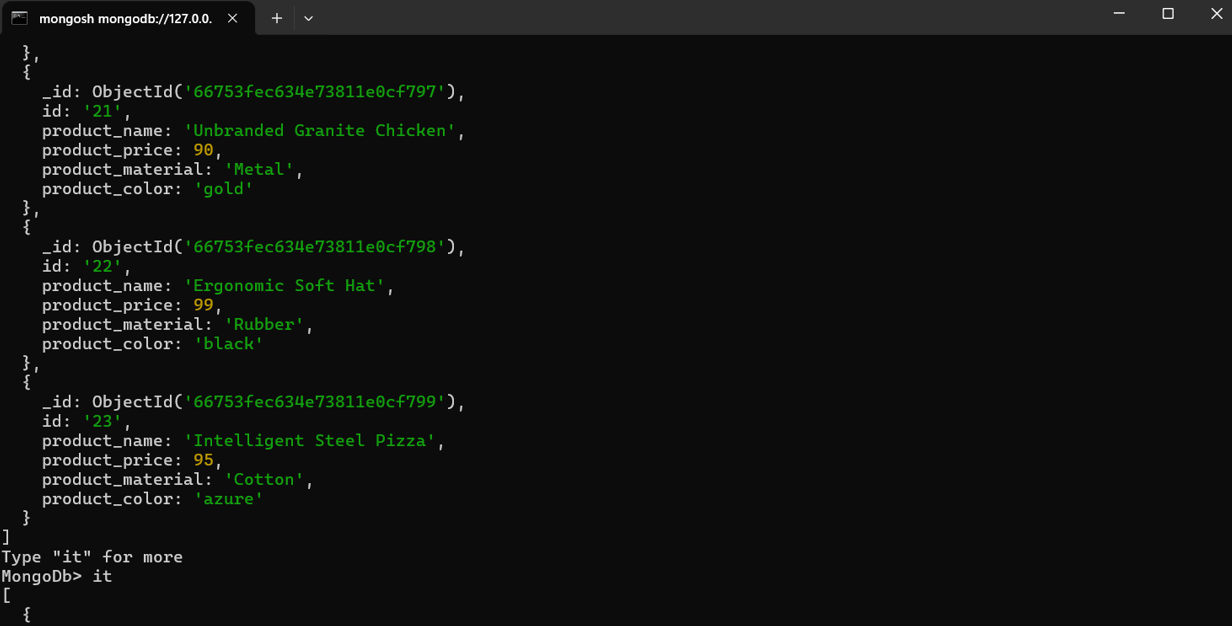 mongosh mongodb://127.0.0.
},
{
_id: ObjectId('66753fec634e73811e0cf797'),
id: '21',
product_name: 'Unbranded Granite Chicken',
product_price: 90,
product_material: 'Metal',
product_color: 'gold'
},
{
_id: ObjectId('66753fec634e73811e0cf798'),
id: '22',
product_name: 'Ergonomic Soft Hat',
product_price: 99,
product_material: 'Rubber',
product_color: 'black'
},
{
_id: ObjectId('66753fec634e73811e0cf799'),
id: '23',
product_name: 'Intelligent Steel Pizza',
product_price: 95,
product_material: 'Cotton',
product_color: 'azure'
}
]
Type "it" for more
MongoDb> it
[
{